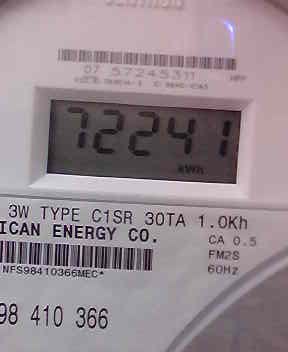 07 57245311
72241
kWh
3W TYPE C1SR 30TA 1.0Kh
ICAN ENERGY CO.
CA 0.5
FM2S
60Hz
NFS98410366MEC*
98 410 366